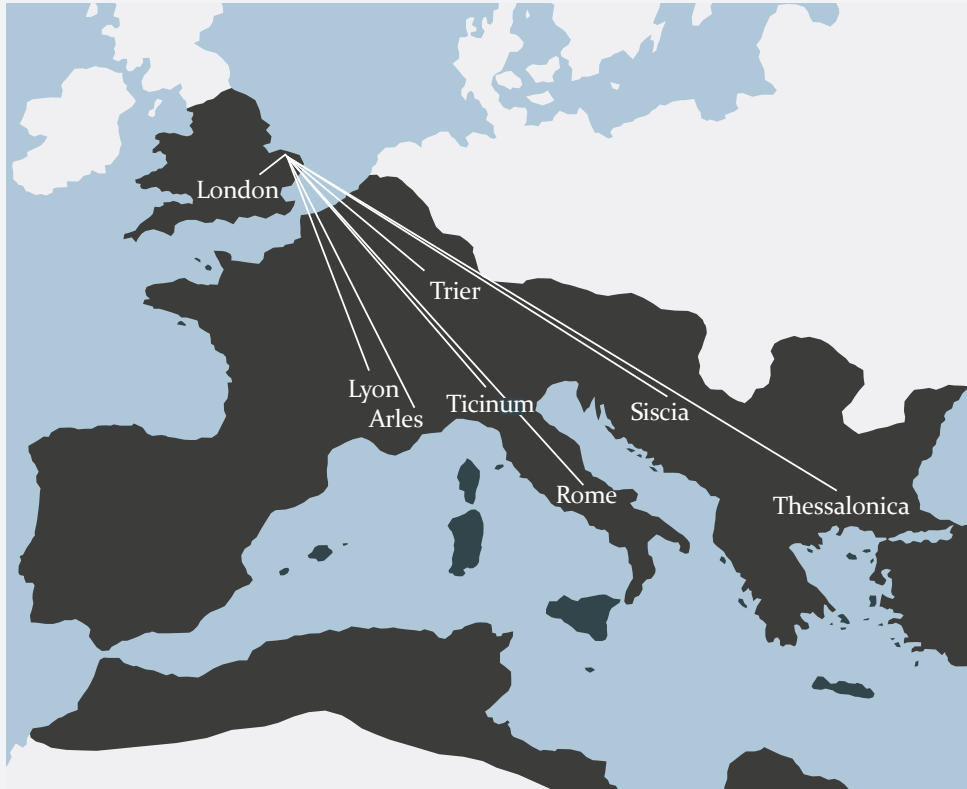 London
Trier
Lyon
Arles
Ticinum
Siscia
Rome
Thessalonica